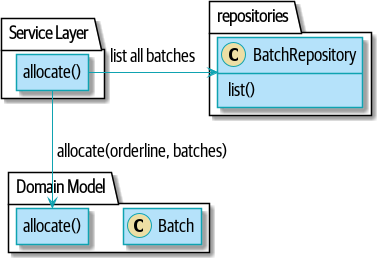 repositories
Service Layer
C BatchRepository
list all batches
allocate()
list()
allocate(orderline, batches)
Domain Model
allocate()
C Batch